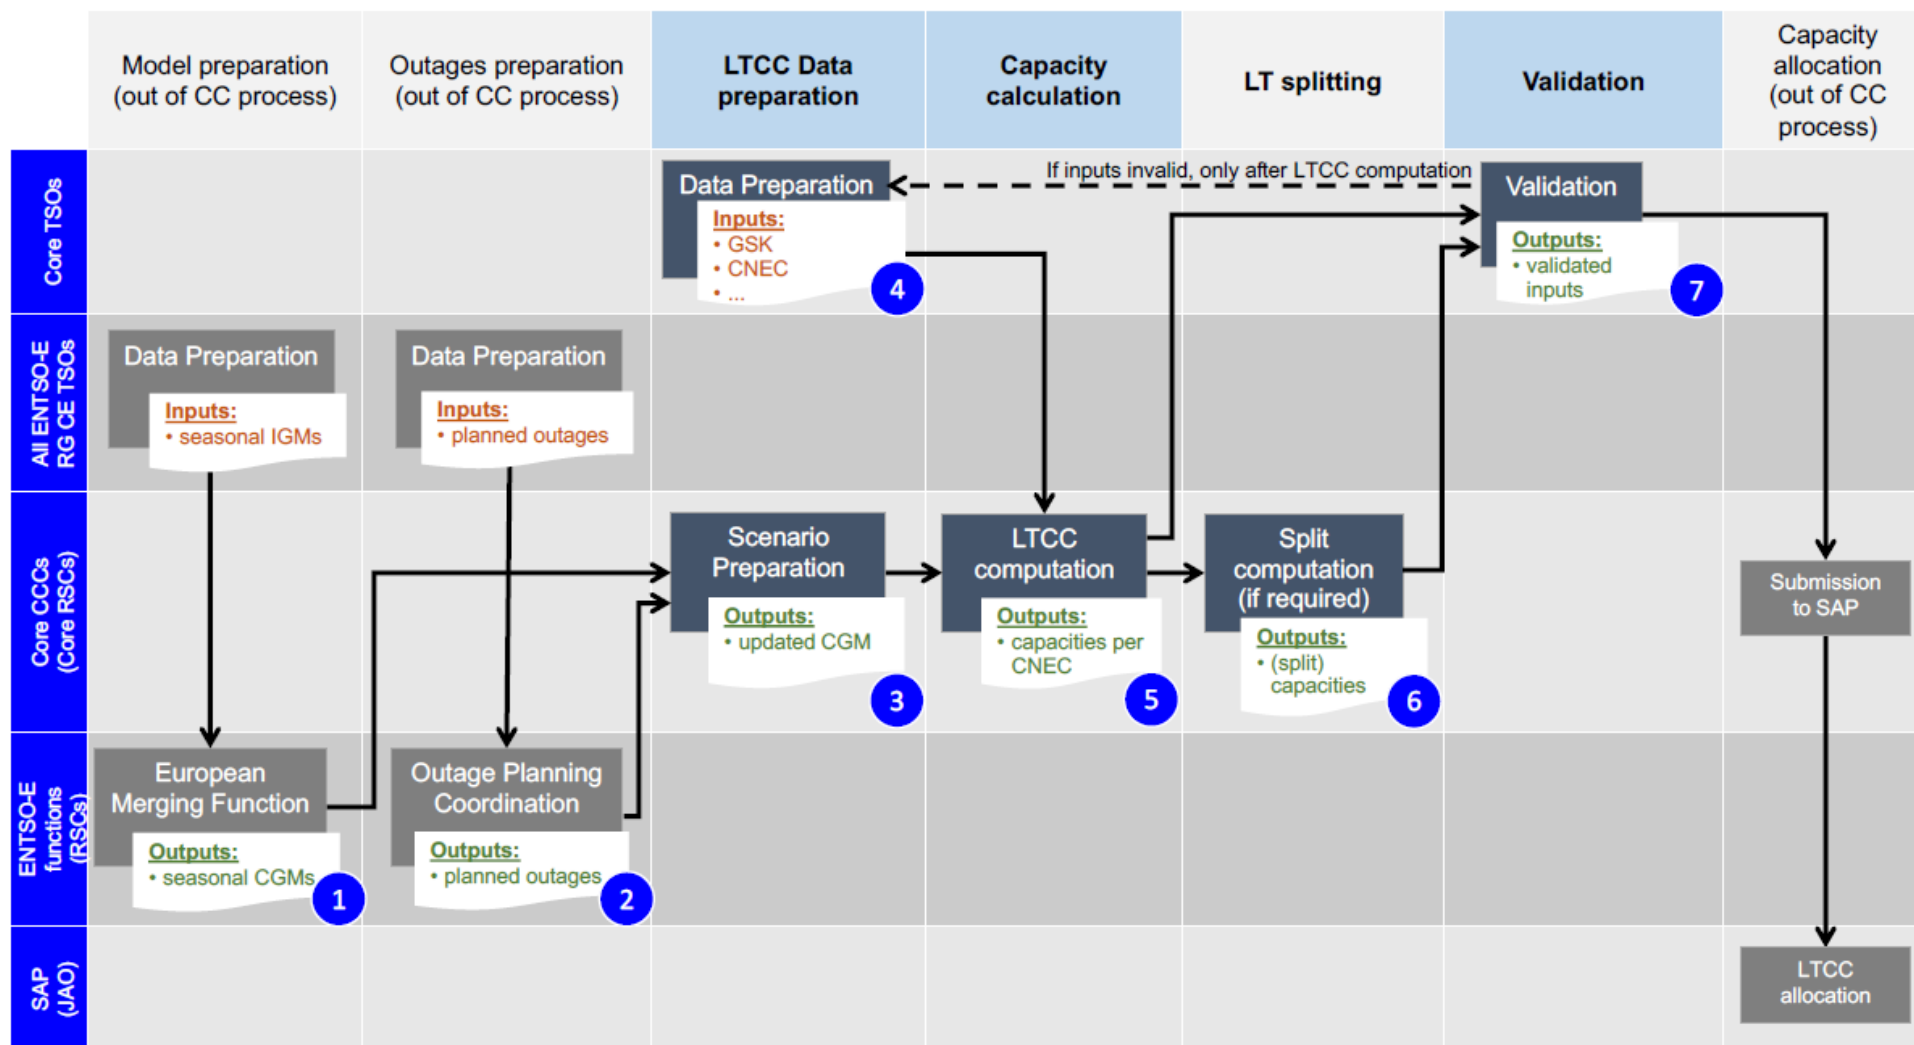 Model preparation
(out of CC process)
Outages preparation
(out of CC process)
LTCC Data
preparation
Capacity
calculation
LT splitting
Validation
Capacity
allocation
(out of CC
process)
Core TSOs
Data Preparation
Inputs:
• GSK
• CNEC
• ...
4
If inputs invalid, only after LTCC computation
Validation
Outputs:
• validated
inputs
7
All ENTSO-E
RG CE TSOs
Data Preparation
Inputs:
• seasonal IGMs
Data Preparation
Inputs:
• planned outages
Core CCCs
(Core RSCs)
Scenario
Preparation
Outputs:
• updated CGM
3
LTCC
computation
Outputs:
• capacities per
CNEC
5
Split
computation
(if required)
Outputs:
• (split)
capacities
6
Submission
to SAP
ENTSO-E
functions
(RSCs)
European
Merging Function
Outputs:
• seasonal CGMs
1
Outage Planning
Coordination
Outputs:
• planned outages
2
SAP
(JAO)
LTCC
allocation